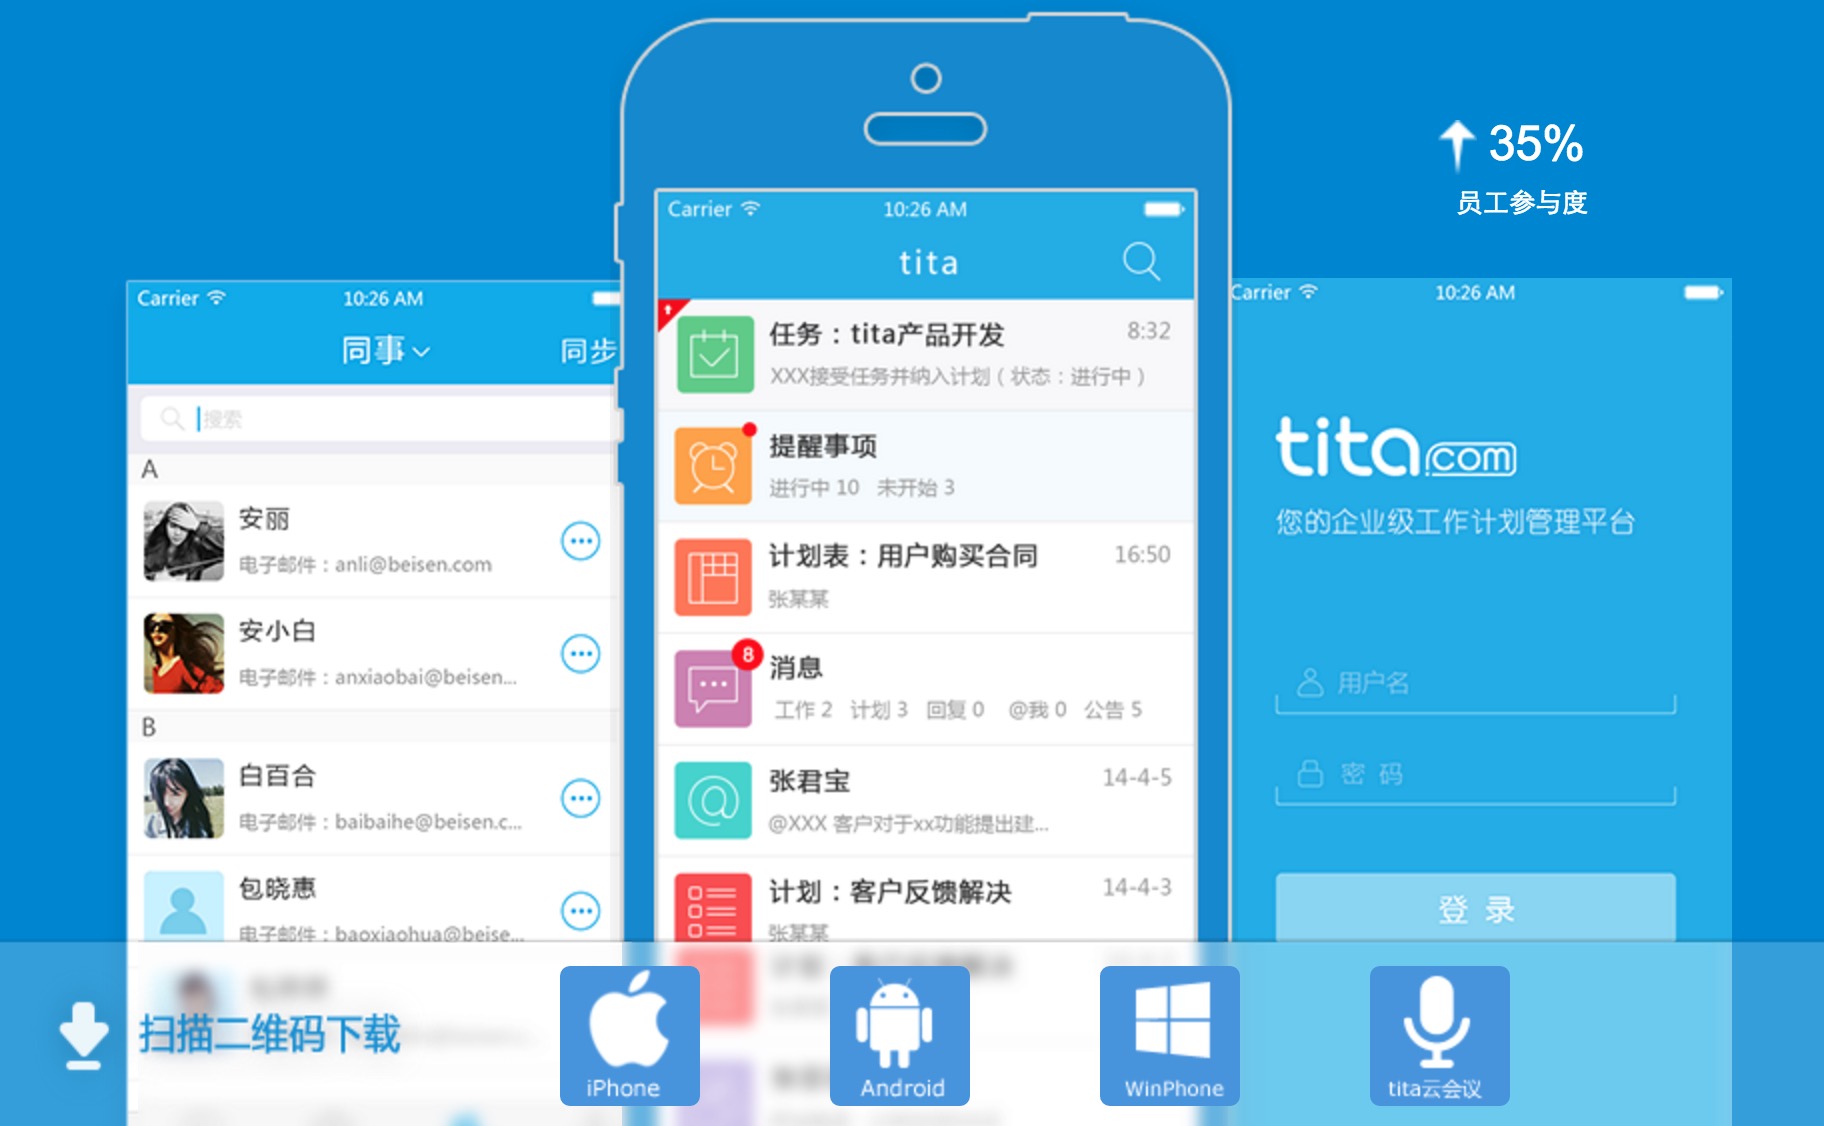 35%
员工参与度
Carrier 10:26 AM
同事 同步
搜索
A
安丽
电子邮件：anli@beisen.com
安小白
电子邮件：anxiaobai@beisen...
B
白百合
电子邮件：baibaihe@beisen.c...
包晓惠
电子邮件：baoxiaohua@beise...
Carrier 10:26 AM
tita
任务：tita产品开发 8:32
XXX接受任务并纳入计划（状态：进行中）
提醒事项
进行中 10 未开始 3
计划表：用户购买合同 16:50
张某某
8
消息
工作 2 计划 3 回复 0 @我 0 公告 5
张君宝 14-4-5
@XXX 客户对于xx功能提出建...
计划：客户反馈解决 14-4-3
张某某
Carrier 10:26 AM
tita.com
您的企业级工作计划管理平台
用户名
密 码
登 录
扫描二维码下载
iPhone
Android
WinPhone
tita云会议